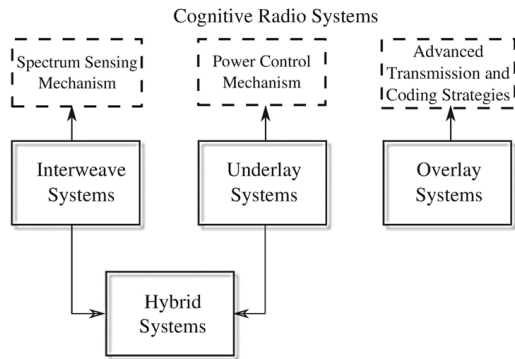 Cognitive Radio Systems
Spectrum Sensing
Mechanism
Power Control
Mechanism
Advanced
Transmission and
Coding Strategies
Interweave
Systems
Underlay
Systems
Overlay
Systems
Hybrid
Systems